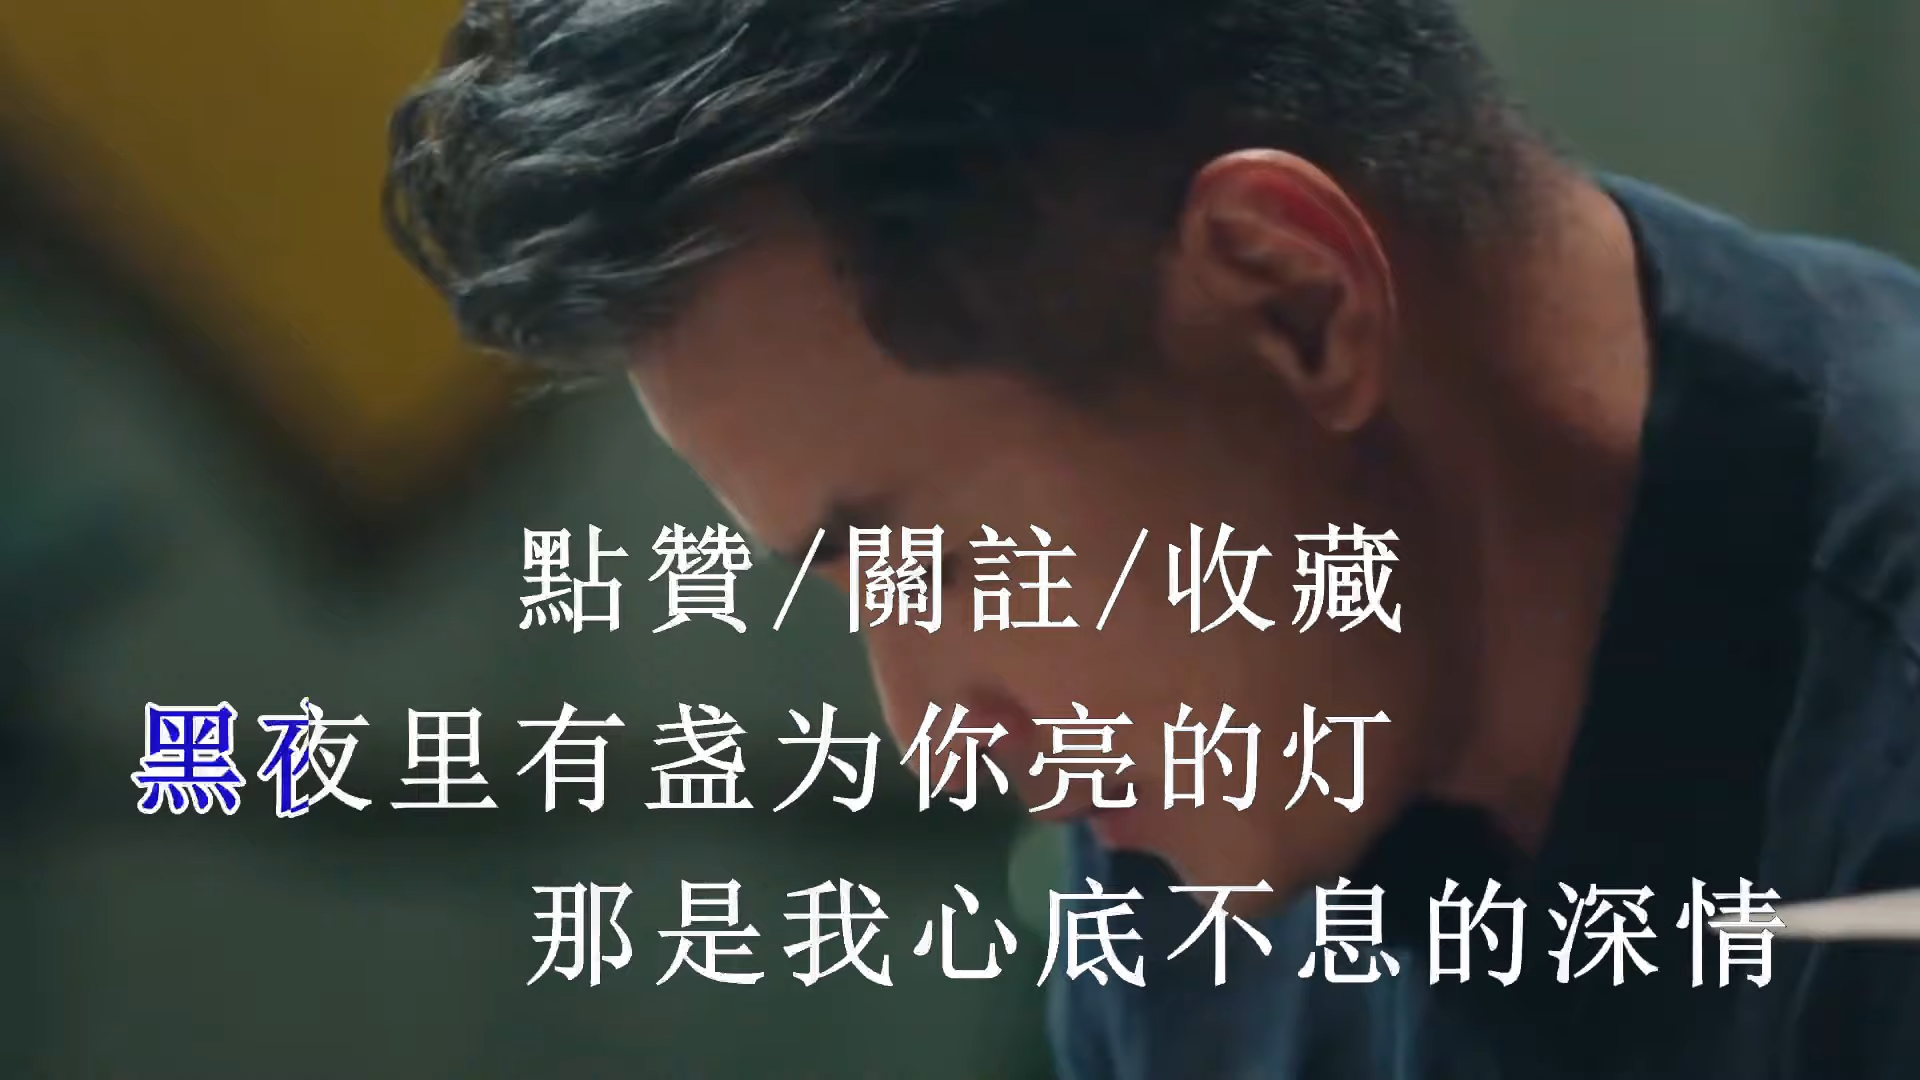 點贊/關註/收藏
黑夜里有盏为你亮的灯
那是我心底不息的深情